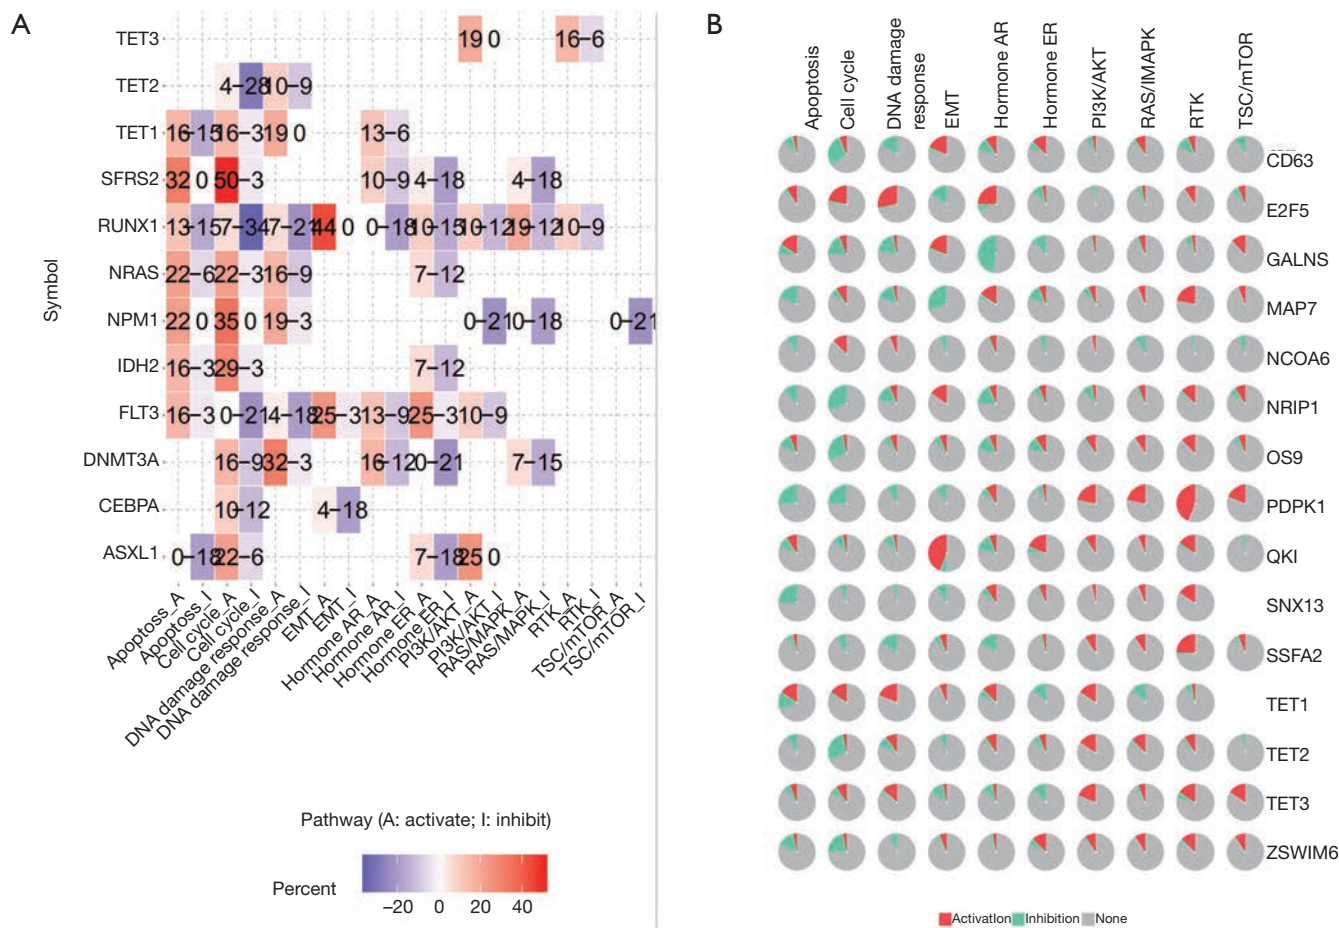 A
TET3 19 0 16 −6
TET2 4 −28 10 −9
TET1 16 −15 16 −3 19 0 13 −6
SFRS2 32 0 50 −3 10 −9 4 −18 4 −18
RUNX1 13 −15 7 −34 7 −21 44 0 0 −18 10 −15 10 −12 19 −12 10 −9
NRAS 22 −6 22 −3 16 −9 7 −12
NPM1 22 0 35 0 19 −3 0 −21 0 −18 0 −21
IDH2 16 −3 29 −3 7 −12
FLT3 16 −3 0 −21 4 −18 25 −3 13 −9 25 −3 10 −9
DNMT3A 16 −9 32 −3 16 −12 0 −21 7 −15
CEBPA 10 −12 4 −18
ASXL1 0 −18 22 −6 7 −18 25 0
Symbol
Apoptoss_A
Apoptoss_I
Cell cycle_A
Cell cycle_I
DNA damage response_A
DNA damage response_I
EMT_A
EMT_I
Hormone AR_A
Hormone AR_I
Hormone ER_A
Hormone ER_I
PI3K/AKT_A
PI3K/AKT_I
RAS/MAPK_A
RAS/MAPK_I
RTK_A
RTK_I
TSC/mTOR_A
TSC/mTOR_I
Pathway (A: activate; I: inhibit)
Percent
−20 0 20 40
B
Apoptosis
Cell cycle
DNA damage
response
EMT
Hormone AR
Hormone ER
PI3K/AKT
RAS/IMAPK
RTK
TSC/mTOR
CD63
E2F5
GALNS
MAP7
NCOA6
NRIP1
OS9
PDPK1
QKI
SNX13
SSFA2
TET1
TET2
TET3
ZSWIM6
Activation Inhibition None